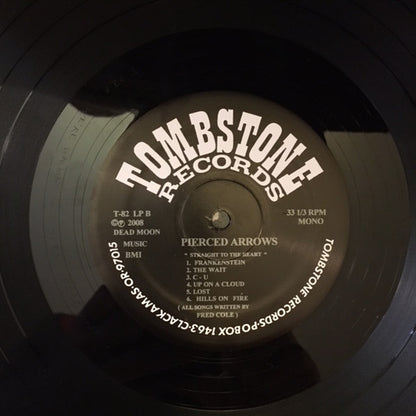 TOMBSTONE
RECORDS
T-82 LP B
©℗ 2008
DEAD MOON
MUSIC
BMI
33 1/3 RPM
MONO
PIERCED ARROWS
" STRAIGHT TO THE HEART "
1. FRANKENSTEIN
2. THE WAIT
3. C - U
4. UP ON A CLOUD
5. LOST
6. HILLS ON FIRE
( ALL SONGS WRITTEN BY
FRED COLE )
TOMBSTONE RECORDS-PO BOX 1463-CLACKAMAS-OR-97015